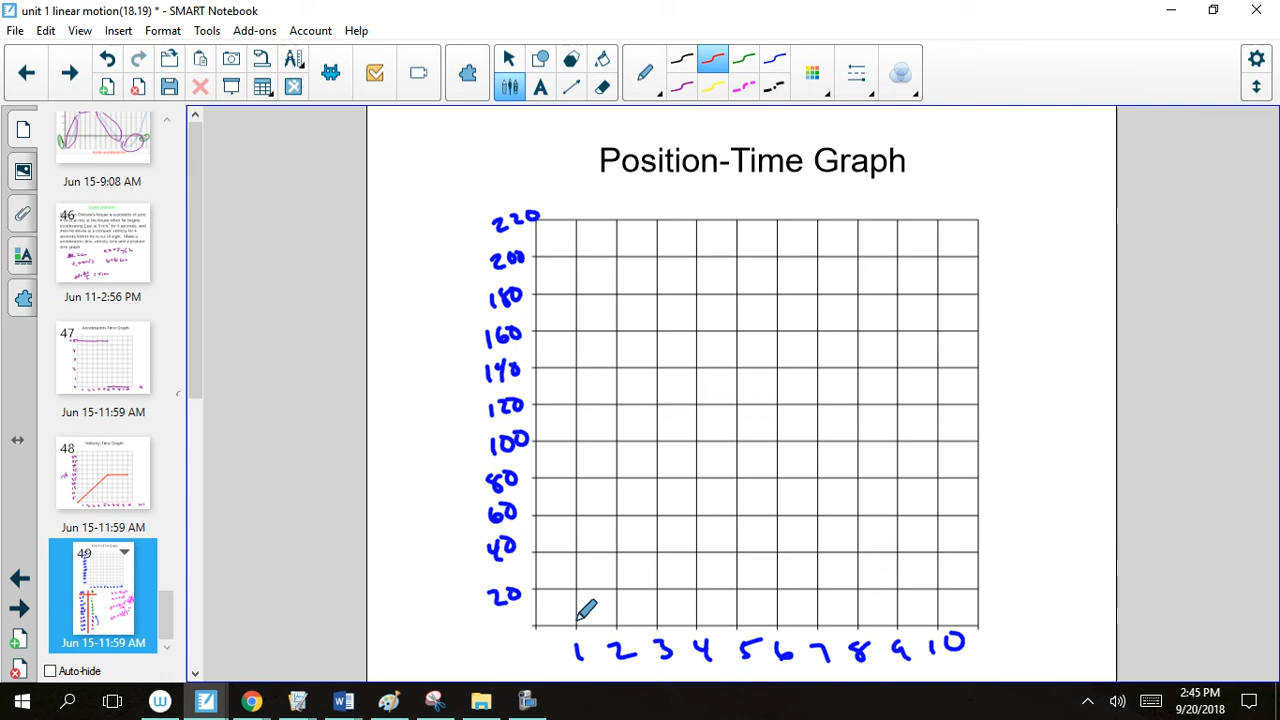 unit 1 linear motion(18.19) * - SMART Notebook
File Edit View Insert Format Tools Add-ons Account Help
Jun 15-9:08 AM
46
Jun 11-2:56 PM
47
Acceleration-Time Graph
Jun 15-11:59 AM
48
Velocity-Time Graph
Jun 15-11:59 AM
49
Jun 15-11:59 AM
Auto-hide
Position-Time Graph
220
200
180
160
140
120
100
80
60
40
20
1 2 3 4 5 6 7 8 9 10
2:45 PM
9/20/2018